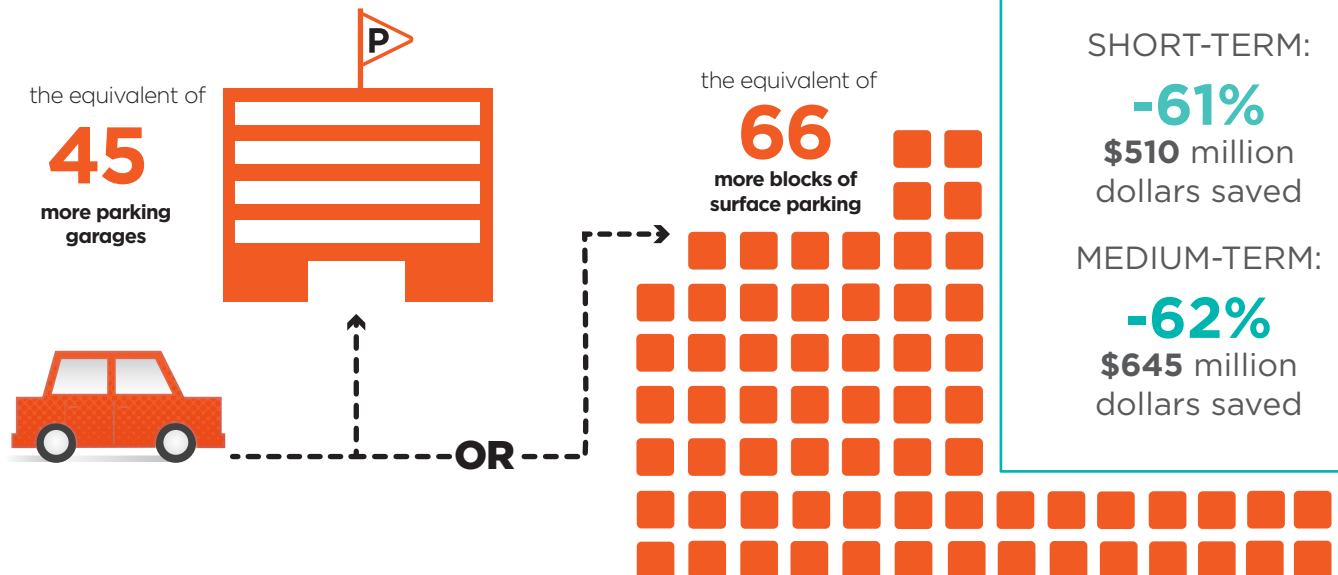 P
the equivalent of
45
more parking
garages
OR
the equivalent of
66
more blocks of
surface parking
SHORT-TERM:
-61%
$510 million
dollars saved
MEDIUM-TERM:
-62%
$645 million
dollars saved